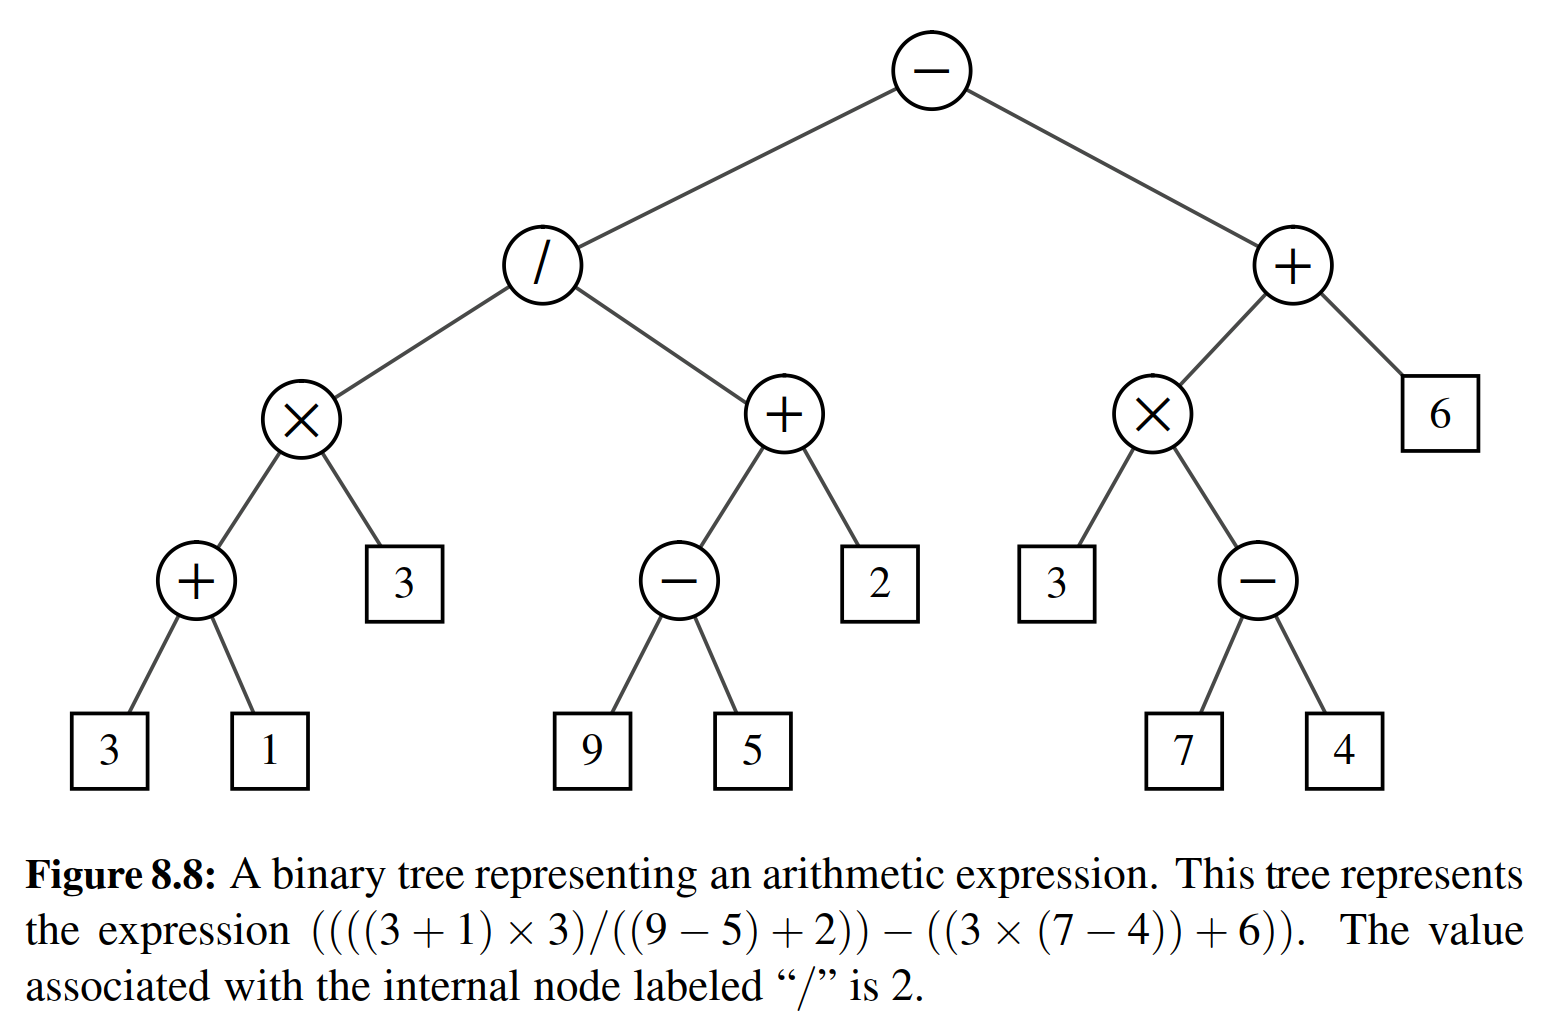 −
/ +
× + × 6
+ 3 − 2 3 −
3 1 9 5 7 4
Figure 8.8: A binary tree representing an arithmetic expression. This tree represents
the expression ((((3 + 1) × 3)/((9 − 5) + 2)) − ((3 × (7 − 4)) + 6)). The value
associated with the internal node labeled “/” is 2.